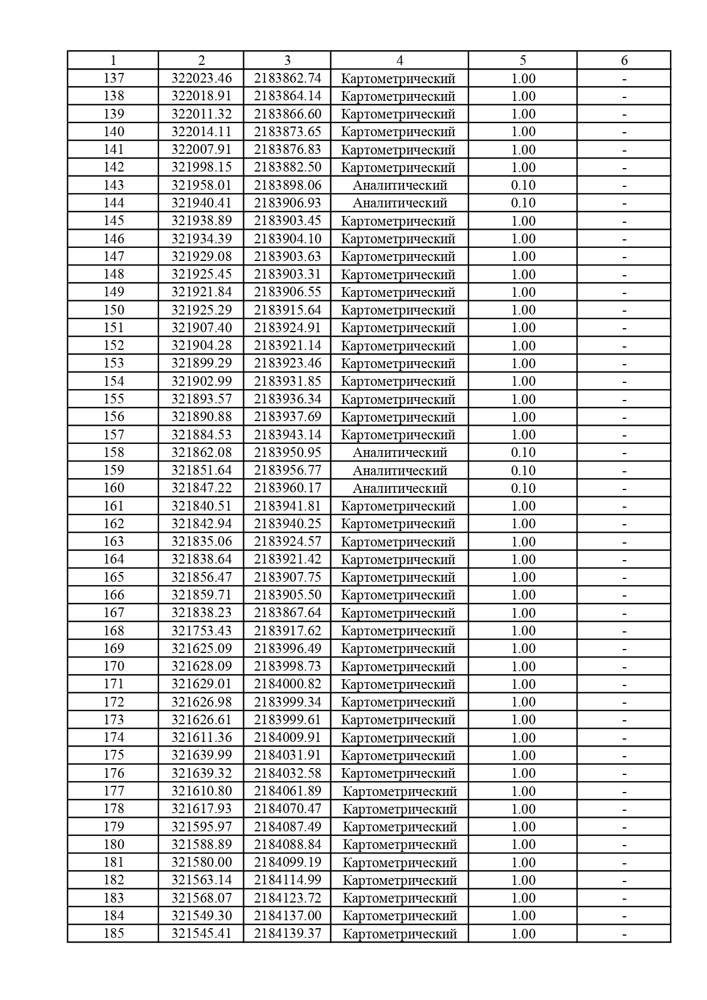 1 2 3 4 5 6
137 322023.46 2183862.74 Картометрический 1.00 -
138 322018.91 2183864.14 Картометрический 1.00 -
139 322011.32 2183866.60 Картометрический 1.00 -
140 322014.11 2183873.65 Картометрический 1.00 -
141 322007.91 2183876.83 Картометрический 1.00 -
142 321998.15 2183882.50 Картометрический 1.00 -
143 321958.01 2183898.06 Аналитический 0.10 -
144 321940.41 2183906.93 Аналитический 0.10 -
145 321938.89 2183903.45 Картометрический 1.00 -
146 321934.39 2183904.10 Картометрический 1.00 -
147 321929.08 2183903.63 Картометрический 1.00 -
148 321925.45 2183903.31 Картометрический 1.00 -
149 321921.84 2183906.55 Картометрический 1.00 -
150 321925.29 2183915.64 Картометрический 1.00 -
151 321907.40 2183924.91 Картометрический 1.00 -
152 321904.28 2183921.14 Картометрический 1.00 -
153 321899.29 2183923.46 Картометрический 1.00 -
154 321902.99 2183931.85 Картометрический 1.00 -
155 321893.57 2183936.34 Картометрический 1.00 -
156 321890.88 2183937.69 Картометрический 1.00 -
157 321884.53 2183943.14 Картометрический 1.00 -
158 321862.08 2183950.95 Аналитический 0.10 -
159 321851.64 2183956.77 Аналитический 0.10 -
160 321847.22 2183960.17 Аналитический 0.10 -
161 321840.51 2183941.81 Картометрический 1.00 -
162 321842.94 2183940.25 Картометрический 1.00 -
163 321835.06 2183924.57 Картометрический 1.00 -
164 321838.64 2183921.42 Картометрический 1.00 -
165 321856.47 2183907.75 Картометрический 1.00 -
166 321859.71 2183905.50 Картометрический 1.00 -
167 321838.23 2183867.64 Картометрический 1.00 -
168 321753.43 2183917.62 Картометрический 1.00 -
169 321625.09 2183996.49 Картометрический 1.00 -
170 321628.09 2183998.73 Картометрический 1.00 -
171 321629.01 2184000.82 Картометрический 1.00 -
172 321626.98 2183999.34 Картометрический 1.00 -
173 321626.61 2183999.61 Картометрический 1.00 -
174 321611.36 2184009.91 Картометрический 1.00 -
175 321639.99 2184031.91 Картометрический 1.00 -
176 321639.32 2184032.58 Картометрический 1.00 -
177 321610.80 2184061.89 Картометрический 1.00 -
178 321617.93 2184070.47 Картометрический 1.00 -
179 321595.97 2184087.49 Картометрический 1.00 -
180 321588.89 2184088.84 Картометрический 1.00 -
181 321580.00 2184099.19 Картометрический 1.00 -
182 321563.14 2184114.99 Картометрический 1.00 -
183 321568.07 2184123.72 Картометрический 1.00 -
184 321549.30 2184137.00 Картометрический 1.00 -
185 321545.41 2184139.37 Картометрический 1.00 -